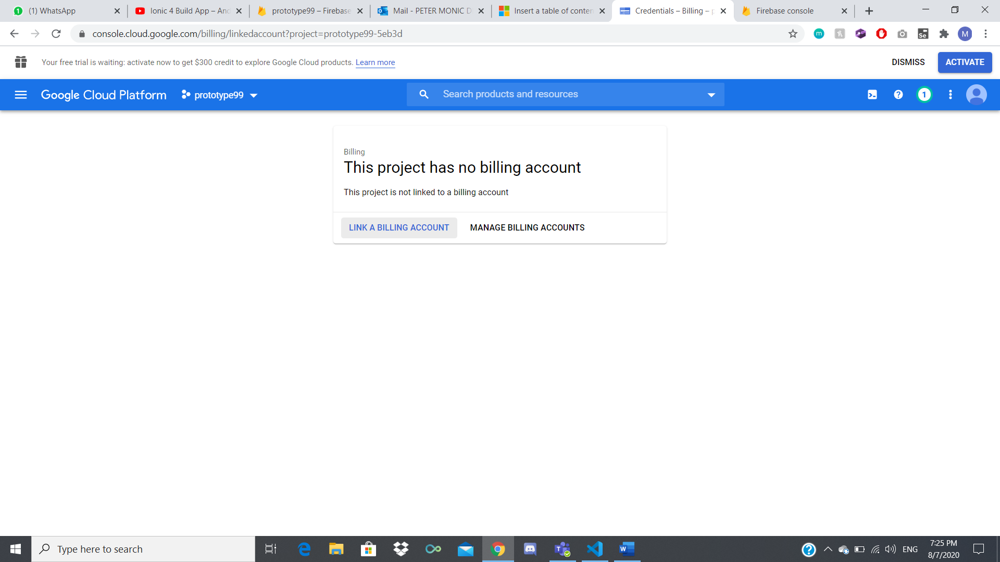 (1) WhatsApp
Ionic 4 Build App – And
prototype99 – Firebase
Mail - PETER MONIC D
Insert a table of conten
Credentials – Billing – p
Firebase console
console.cloud.google.com/billing/linkedaccount?project=prototype99-5eb3d
m
Se
M
Your free trial is waiting: activate now to get $300 credit to explore Google Cloud products. Learn more
DISMISS
ACTIVATE
Google Cloud Platform
prototype99
Search products and resources
1
Billing
This project has no billing account
This project is not linked to a billing account
LINK A BILLING ACCOUNT
MANAGE BILLING ACCOUNTS
Type here to search
ENG
7:25 PM
8/7/2020